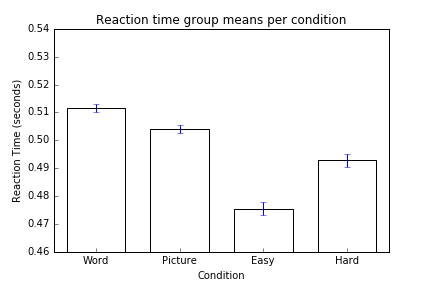 Reaction time group means per condition
0.54
0.53
0.52
0.51
0.50
0.49
0.48
0.47
0.46
Reaction Time (seconds)
Word Picture Easy Hard
Condition